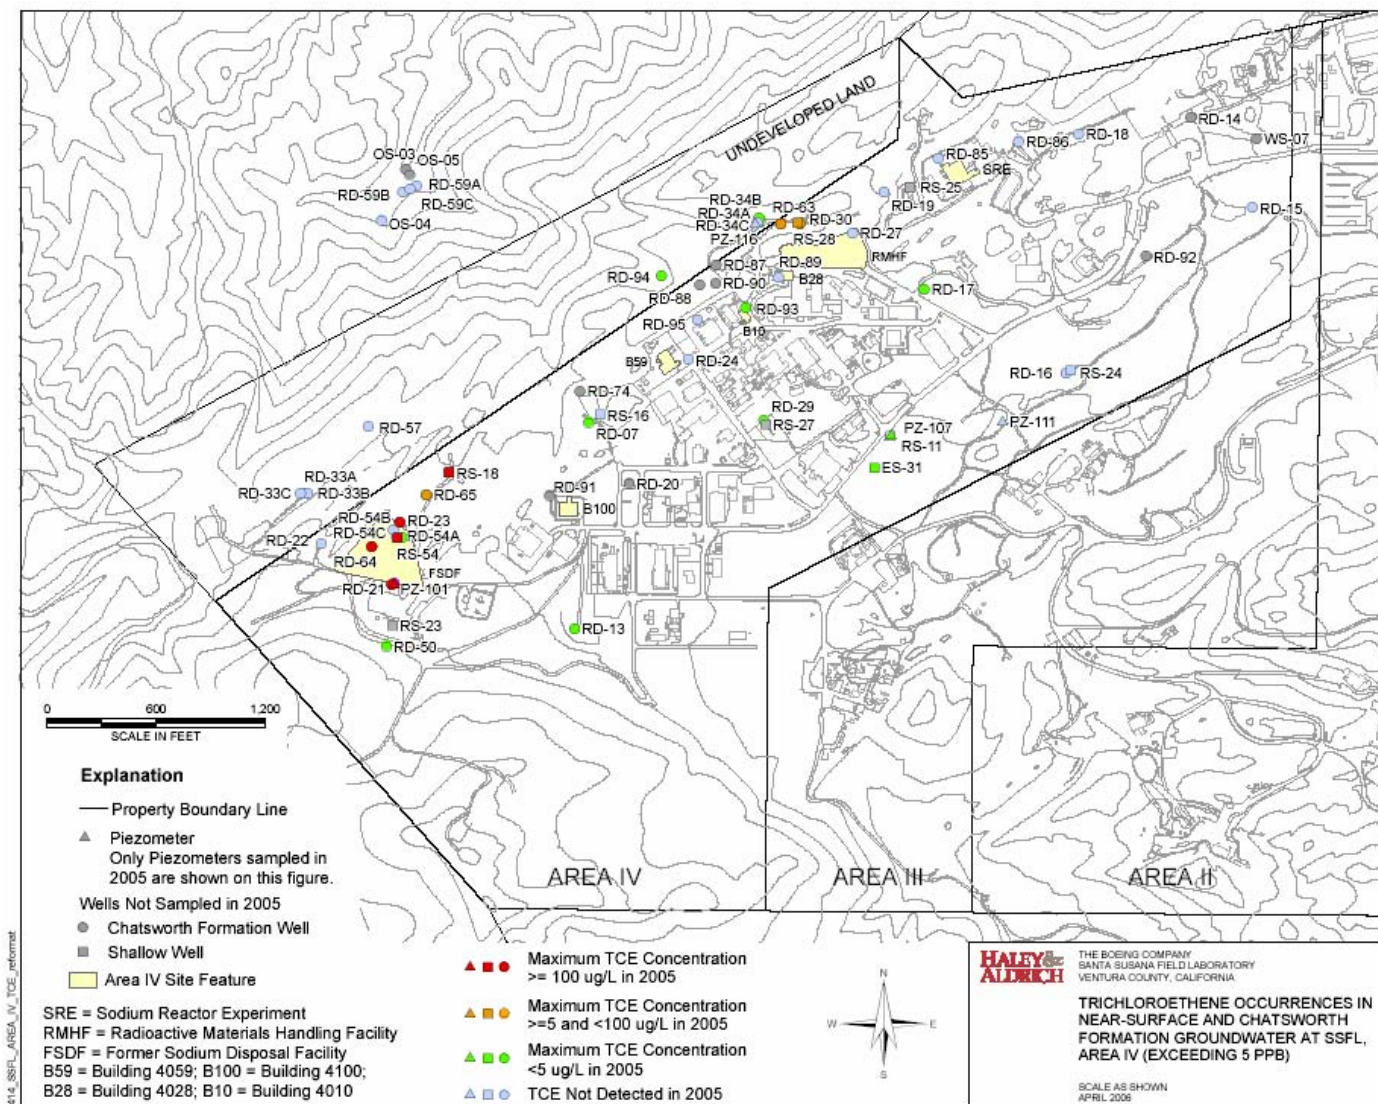 UNDEVELOPED LAND
RD-14
RD-18
WS-07
RD-86
RD-85
SRE
OS-03
OS-05
RD-59A
RD-59B
RD-59C
OS-04
RS-25
RD-19
RD-15
RD-34B
RD-63
RD-34A
RD-30
RD-34C
PZ-116
RS-28
RD-27
RMHF
RD-92
RD-87
RD-89
RD-94
B28
RD-90
RD-88
RD-17
RD-93
RD-95
B10
B59
RD-24
RD-16
RS-24
RD-74
RS-16
RD-07
RD-29
RS-27
PZ-107
RS-11
PZ-111
RD-57
ES-31
RS-18
RD-33A
RD-33C
RD-33B
RD-65
RD-91
RD-20
B100
RD-54B
RD-23
RD-54C
RD-54A
RD-22
RS-54
RD-64
FSDF
RD-21
PZ-101
RS-23
RD-13
RD-50
0 600 1,200
SCALE IN FEET
AREA IV
AREA III
AREA II
Explanation
Property Boundary Line
Piezometer
Only Piezometers sampled in
2005 are shown on this figure.
Wells Not Sampled in 2005
Chatsworth Formation Well
Shallow Well
Area IV Site Feature
SRE = Sodium Reactor Experiment
RMHF = Radioactive Materials Handling Facility
FSDF = Former Sodium Disposal Facility
B59 = Building 4059; B100 = Building 4100;
B28 = Building 4028; B10 = Building 4010
Maximum TCE Concentration
>= 100 ug/L in 2005
Maximum TCE Concentration
>=5 and <100 ug/L in 2005
Maximum TCE Concentration
<5 ug/L in 2005
TCE Not Detected in 2005
N
W E
S
HALEY&
ALDRICH
THE BOEING COMPANY
SANTA SUSANA FIELD LABORATORY
VENTURA COUNTY, CALIFORNIA
TRICHLOROETHENE OCCURRENCES IN
NEAR-SURFACE AND CHATSWORTH
FORMATION GROUNDWATER AT SSFL,
AREA IV (EXCEEDING 5 PPB)
SCALE AS SHOWN
APRIL 2006
414_SSFL_AREA_IV_TCE_reformat